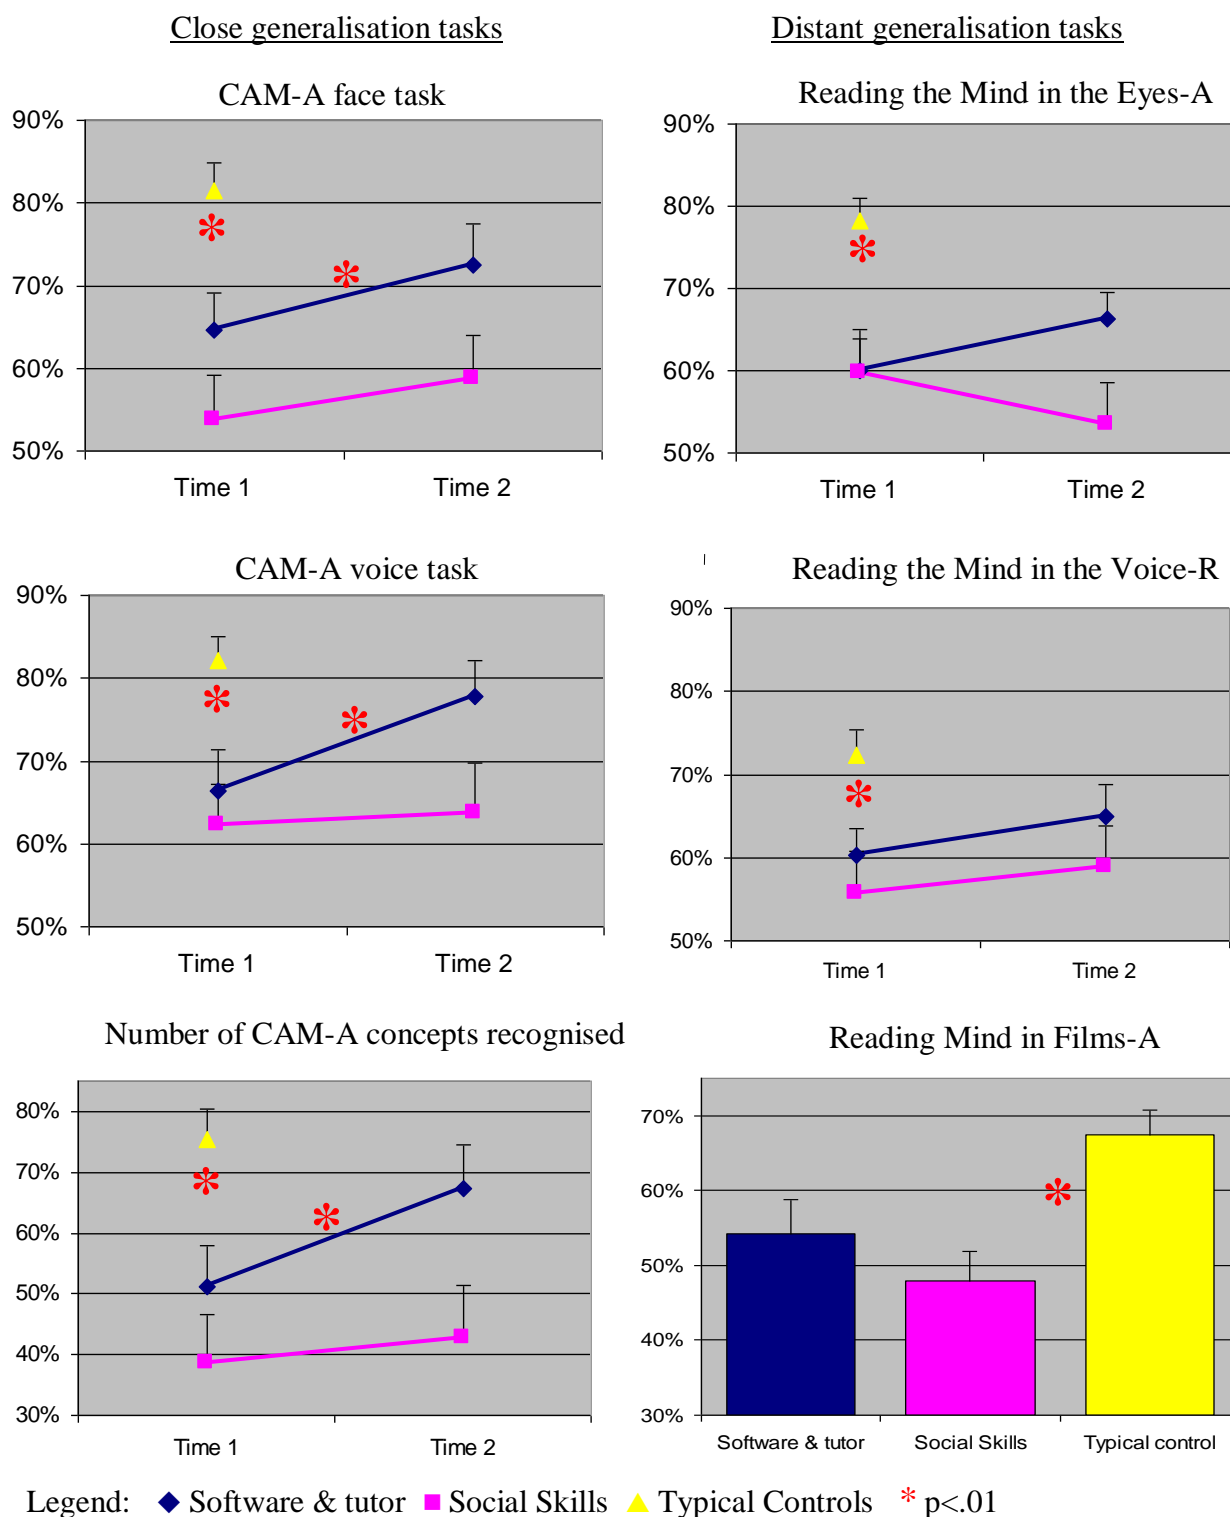 Close generalisation tasks
Distant generalisation tasks
CAM-A face task
90%
80%
70%
60%
50%
Time 1
Time 2
Reading the Mind in the Eyes-A
90%
80%
70%
60%
50%
Time 1
Time 2
CAM-A voice task
90%
80%
70%
60%
50%
Time 1
Time 2
Reading the Mind in the Voice-R
90%
80%
70%
60%
50%
Time 1
Time 2
Number of CAM-A concepts recognised
80%
70%
60%
50%
40%
30%
Time 1
Time 2
Reading Mind in Films-A
70%
60%
50%
40%
30%
Software & tutor
Social Skills
Typical control
Legend: Software & tutor Social Skills Typical Controls * p<.01